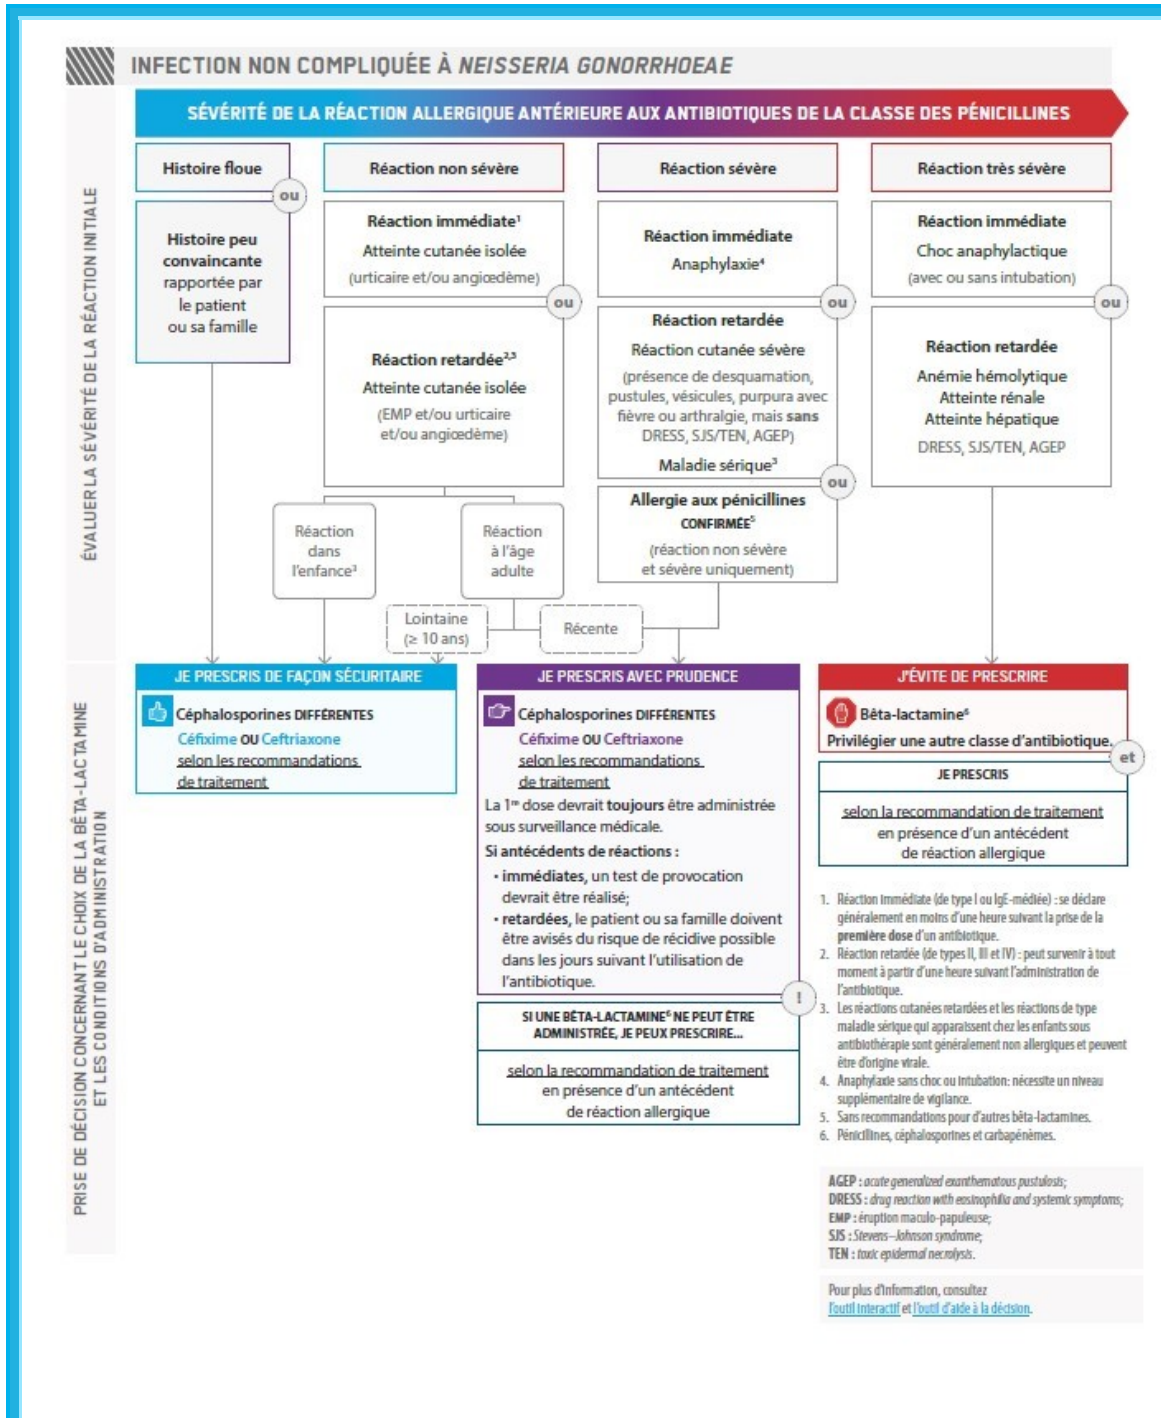 INFECTION NON COMPLIQUÉE À NEISSERIA GONORRHOEAE
SÉVÉRITÉ DE LA RÉACTION ALLERGIQUE ANTÉRIEURE AUX ANTIBIOTIQUES DE LA CLASSE DES PÉNICILLINES
ÉVALUER LA SÉVÉRITÉ DE LA RÉACTION INITIALE
Histoire floue
ou
Histoire peu
convaincante
rapportée par
le patient
ou sa famille
Réaction non sévère
Réaction immédiate¹
Atteinte cutanée isolée
(urticaire et/ou angiœdème)
ou
Réaction retardée²,³
Atteinte cutanée isolée
(EMP et/ou urticaire
et/ou angiœdème)
Réaction
dans
l'enfance³
Réaction
à l'âge
adulte
Lointaine
(≥ 10 ans)
Récente
Réaction sévère
Réaction immédiate
Anaphylaxie⁴
ou
Réaction retardée
Réaction cutanée sévère
(présence de desquamation,
pustules, vésicules, purpura avec
fièvre ou arthralgie, mais sans
DRESS, SJS/TEN, AGEP)
Maladie sérique³
ou
Allergie aux pénicillines
CONFIRMÉE⁵
(réaction non sévère
et sévère uniquement)
Réaction très sévère
Réaction immédiate
Choc anaphylactique
(avec ou sans intubation)
ou
Réaction retardée
Anémie hémolytique
Atteinte rénale
Atteinte hépatique
DRESS, SJS/TEN, AGEP
PRISE DE DÉCISION CONCERNANT LE CHOIX DE LA BÊTA-LACTAMINE
ET LES CONDITIONS D'ADMINISTRATION
JE PRESCRIS DE FAÇON SÉCURITAIRE
Céphalosporines DIFFÉRENTES
Céfixime OU Ceftriaxone
selon les recommandations
de traitement
JE PRESCRIS AVEC PRUDENCE
Céphalosporines DIFFÉRENTES
Céfixime OU Ceftriaxone
selon les recommandations
de traitement
La 1re dose devrait toujours être administrée
sous surveillance médicale.
Si antécédents de réactions :
• immédiates, un test de provocation
devrait être réalisé;
• retardées, le patient ou sa famille doivent
être avisés du risque de récidive possible
dans les jours suivant l'utilisation de
l'antibiotique.
!
SI UNE BÊTA-LACTAMINE⁶ NE PEUT ÊTRE
ADMINISTRÉE, JE PEUX PRESCRIRE...
selon la recommandation de traitement
en présence d'un antécédent
de réaction allergique
J'ÉVITE DE PRESCRIRE
Bêta-lactamine⁶
Privilégier une autre classe d'antibiotique.
et
JE PRESCRIS
selon la recommandation de traitement
en présence d'un antécédent
de réaction allergique
1. Réaction immédiate (de type I ou IgE-médiée) : se déclare
généralement en moins d'une heure suivant la prise de la
première dose d'un antibiotique.
2. Réaction retardée (de types II, III et IV) : peut survenir à tout
moment à partir d'une heure suivant l'administration de
l'antibiotique.
3. Les réactions cutanées retardées et les réactions de type
maladie sérique qui apparaissent chez les enfants sous
antibiothérapie sont généralement non allergiques et peuvent
être d'origine virale.
4. Anaphylaxie sans choc ou intubation: nécessite un niveau
supplémentaire de vigilance.
5. Sans recommandations pour d'autres bêta-lactamines.
6. Pénicillines, céphalosporines et carbapénèmes.
AGEP : acute generalized exanthematous pustulosis;
DRESS : drug reaction with eosinophilia and systemic symptoms;
EMP : éruption maculo-papuleuse;
SJS : Stevens–Johnson syndrome;
TEN : toxic epidermal necrolysis.
Pour plus d'information, consultez
l'outil interactif et l'outil d'aide à la décision.